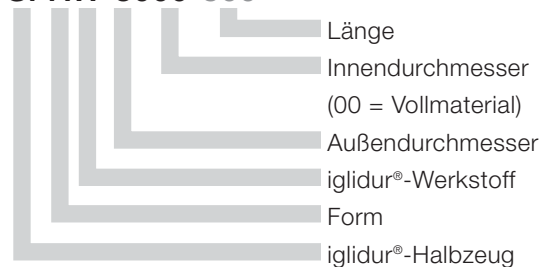 Länge
Innendurchmesser
(00 = Vollmaterial)
Außendurchmesser
iglidur®-Werkstoff
Form
iglidur®-Halbzeug